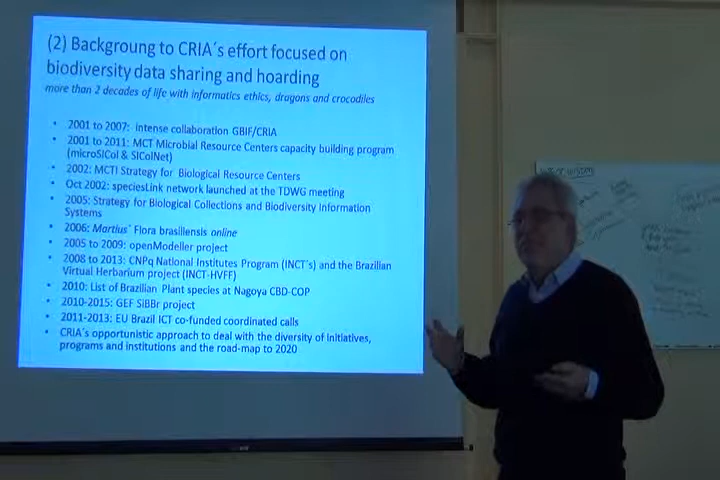 (2) Backgroung to CRIA´s effort focused on
biodiversity data sharing and hoarding
more than 2 decades of life with informatics ethics, dragons and crocodiles
• 2001 to 2007: intense collaboration GBIF/CRIA
• 2001 to 2011: MCT Microbial Resource Centers capacity building program
(microSICol & SIColNet)
• 2002: MCTI Strategy for Biological Resource Centers
• Oct 2002: speciesLink network launched at the TDWG meeting
• 2005: Strategy for Biological Collections and Biodiversity Information
Systems
• 2006: Martius´ Flora brasiliensis online
• 2005 to 2009: openModeller project
• 2008 to 2013: CNPq National Institutes Program (INCT´s) and the Brazilian
Virtual Herbarium project (INCT-HVFF)
• 2010: List of Brazilian Plant species at Nagoya CBD-COP
• 2010-2015: GEF SiBBr project
• 2011-2013: EU Brazil ICT co-funded coordinated calls
• CRIA´s opportunistic approach to deal with the diversity of initiatives,
programs and institutions and the road-map to 2020